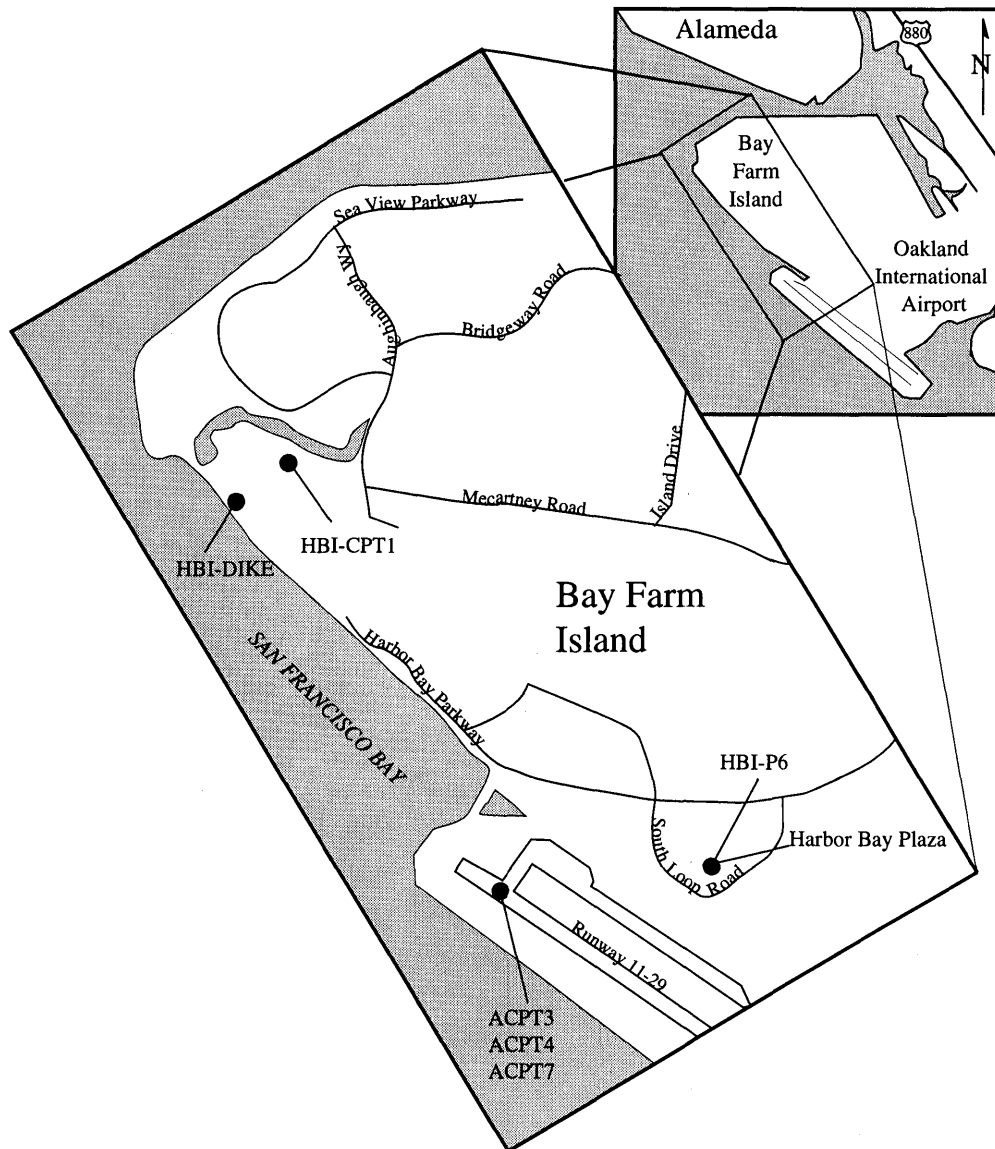 Alameda
880
N
Bay
Farm
Island
Oakland
International
Airport
Sea View Parkway
Aughinbaugh Wy
Bridgeway Road
Island Drive
Mecartney Road
HBI-CPT1
HBI-DIKE
Bay Farm
Island
SAN FRANCISCO BAY
Harbor Bay Parkway
HBI-P6
Harbor Bay Plaza
South Loop Road
Runway 11-29
ACPT3
ACPT4
ACPT7